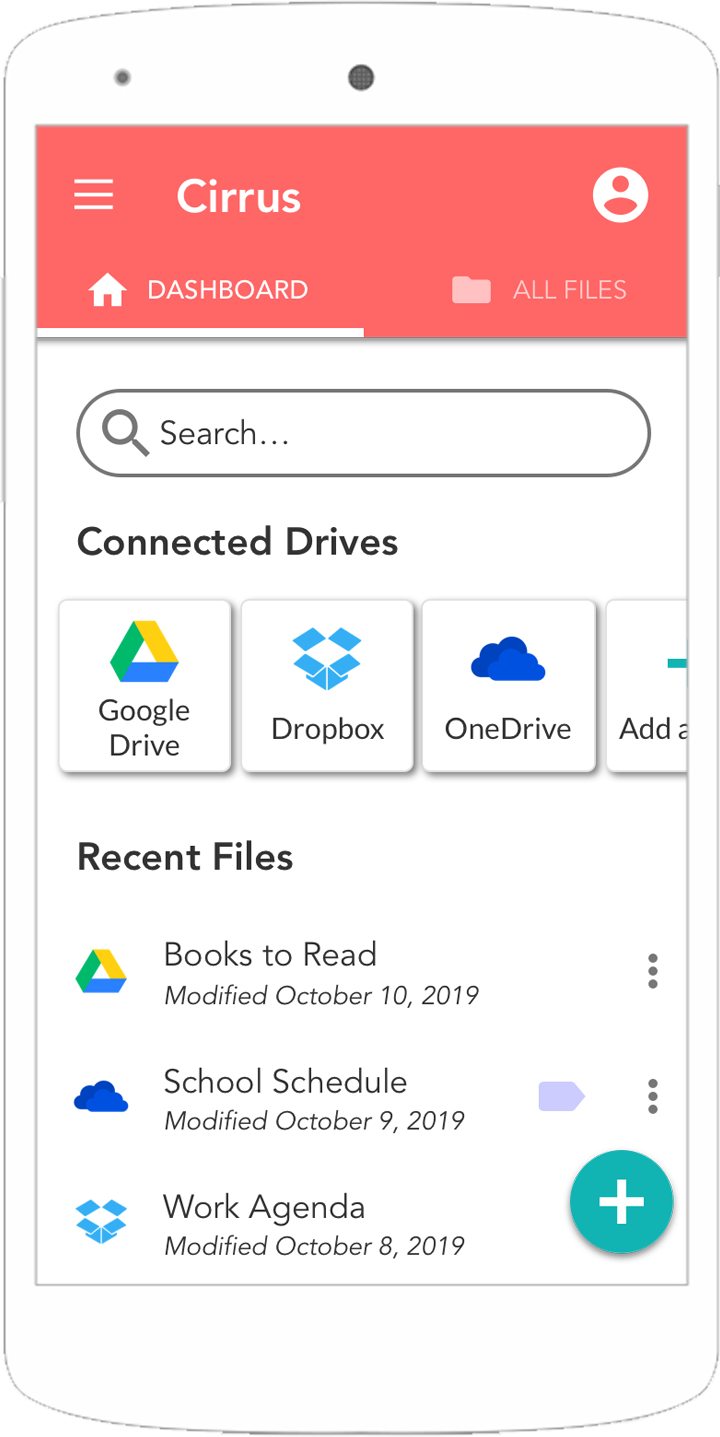 Cirrus
DASHBOARD
ALL FILES
Search...
Connected Drives
Google
Drive
Dropbox
OneDrive
Add
Recent Files
Books to Read
Modified October 10, 2019
School Schedule
Modified October 9, 2019
Work Agenda
Modified October 8, 2019